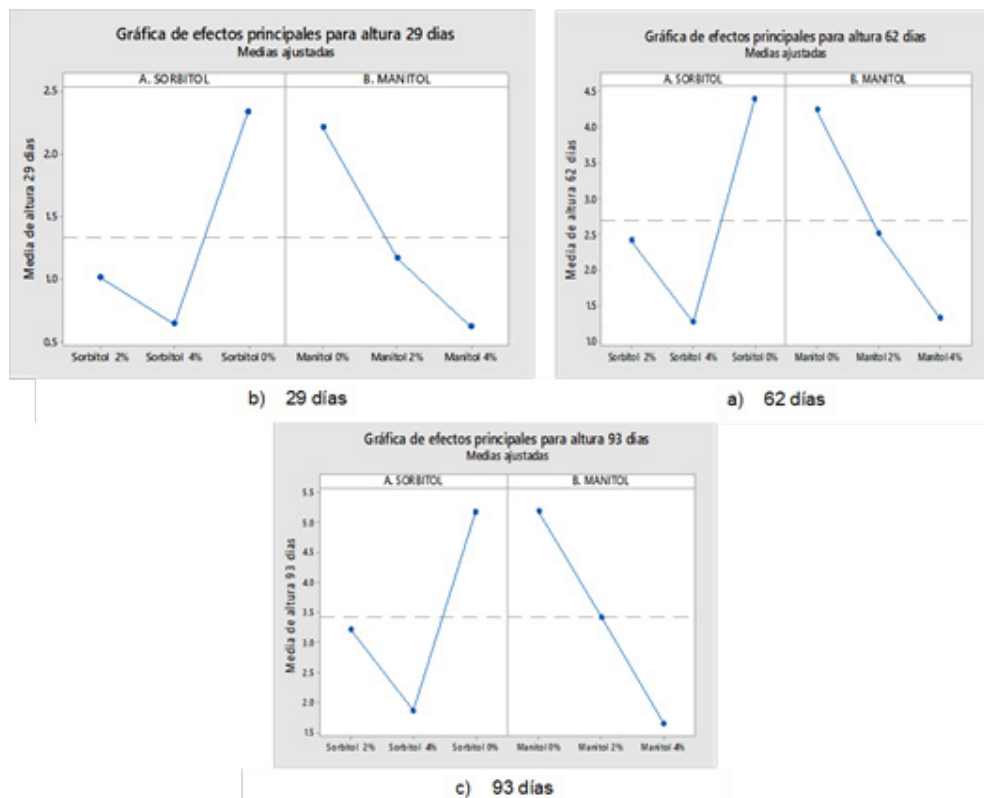 Gráfica de efectos principales para altura 29 dias
Medias ajustadas
A. SORBITOL
B. MANITOL
Media de altura 29 dias
2.5
2.0
1.5
1.0
0.5
Sorbitol 2%
Sorbitol 4%
Sorbitol 0%
Manitol 0%
Manitol 2%
Manitol 4%
b) 29 días
Gráfica de efectos principales para altura 62 dias
Medias ajustadas
A. SORBITOL
B. MANITOL
Media de altura 62 dias
4.5
4.0
3.5
3.0
2.5
2.0
1.5
1.0
Sorbitol 2%
Sorbitol 4%
Sorbitol 0%
Manitol 0%
Manitol 2%
Manitol 4%
a) 62 días
Gráfica de efectos principales para altura 93 dias
Medias ajustadas
A. SORBITOL
B. MANITOL
Media de altura 93 dias
5.5
5.0
4.5
4.0
3.5
3.0
2.5
2.0
1.5
Sorbitol 2%
Sorbitol 4%
Sorbitol 0%
Manitol 0%
Manitol 2%
Manitol 4%
c) 93 días